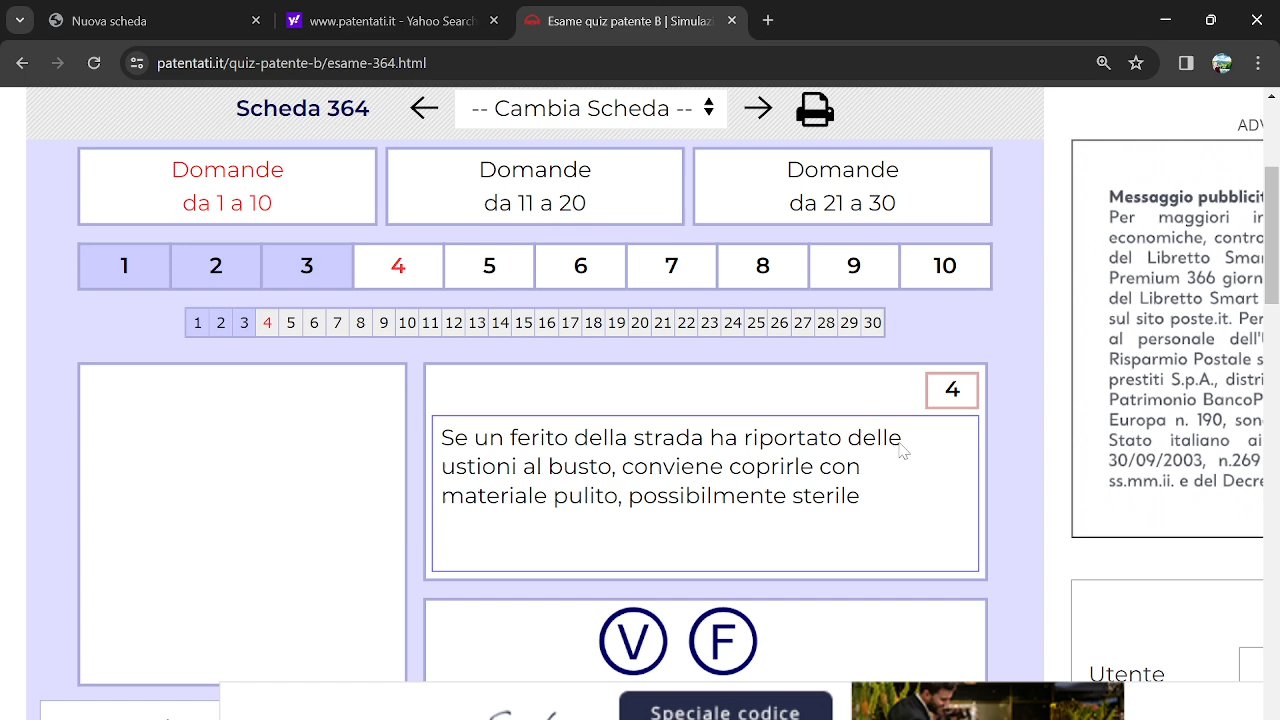 Nuova scheda
www.patentati.it - Yahoo Search
Esame quiz patente B | Simulazi
patentati.it/quiz-patente-b/esame-364.html
Scheda 364
-- Cambia Scheda --
Domande
da 1 a 10
Domande
da 11 a 20
Domande
da 21 a 30
1 2 3 4 5 6 7 8 9 10
1 2 3 4 5 6 7 8 9 10 11 12 13 14 15 16 17 18 19 20 21 22 23 24 25 26 27 28 29 30
4
Se un ferito della strada ha riportato delle
ustioni al busto, conviene coprirle con
materiale pulito, possibilmente sterile
V F
ADV
Messaggio pubblicit
Per maggiori in
economiche, contro
del Libretto Smar
Premium 366 giorn
del Libretto Smart
sul sito poste.it. Per
al personale dell'
Risparmio Postale s
prestiti S.p.A., distri
Patrimonio BancoP
Europa n. 190, son
Stato italiano ai
30/09/2003, n.269
ss.mm.ii. e del Decre
Utente
Speciale codice